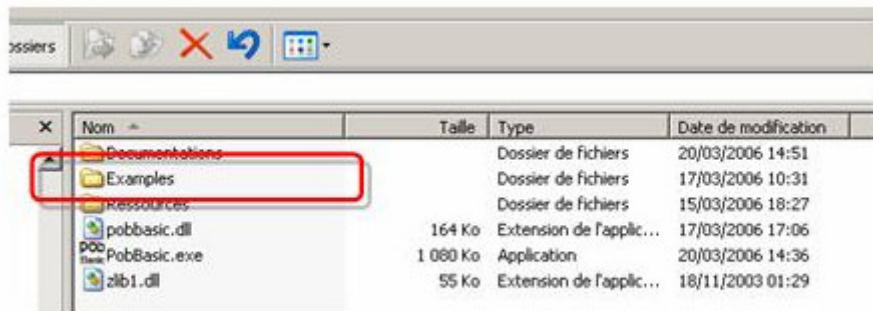 ossiers
Nom Taille Type Date de modification
Documentations Dossier de fichiers 20/03/2006 14:51
Examples Dossier de fichiers 17/03/2006 10:31
Ressources Dossier de fichiers 15/03/2006 18:27
pobbasic.dll 164 Ko Extension de l'applic... 17/03/2006 17:06
POB Basic PobBasic.exe 1 080 Ko Application 20/03/2006 14:36
zlib1.dll 55 Ko Extension de l'applic... 18/11/2003 01:29